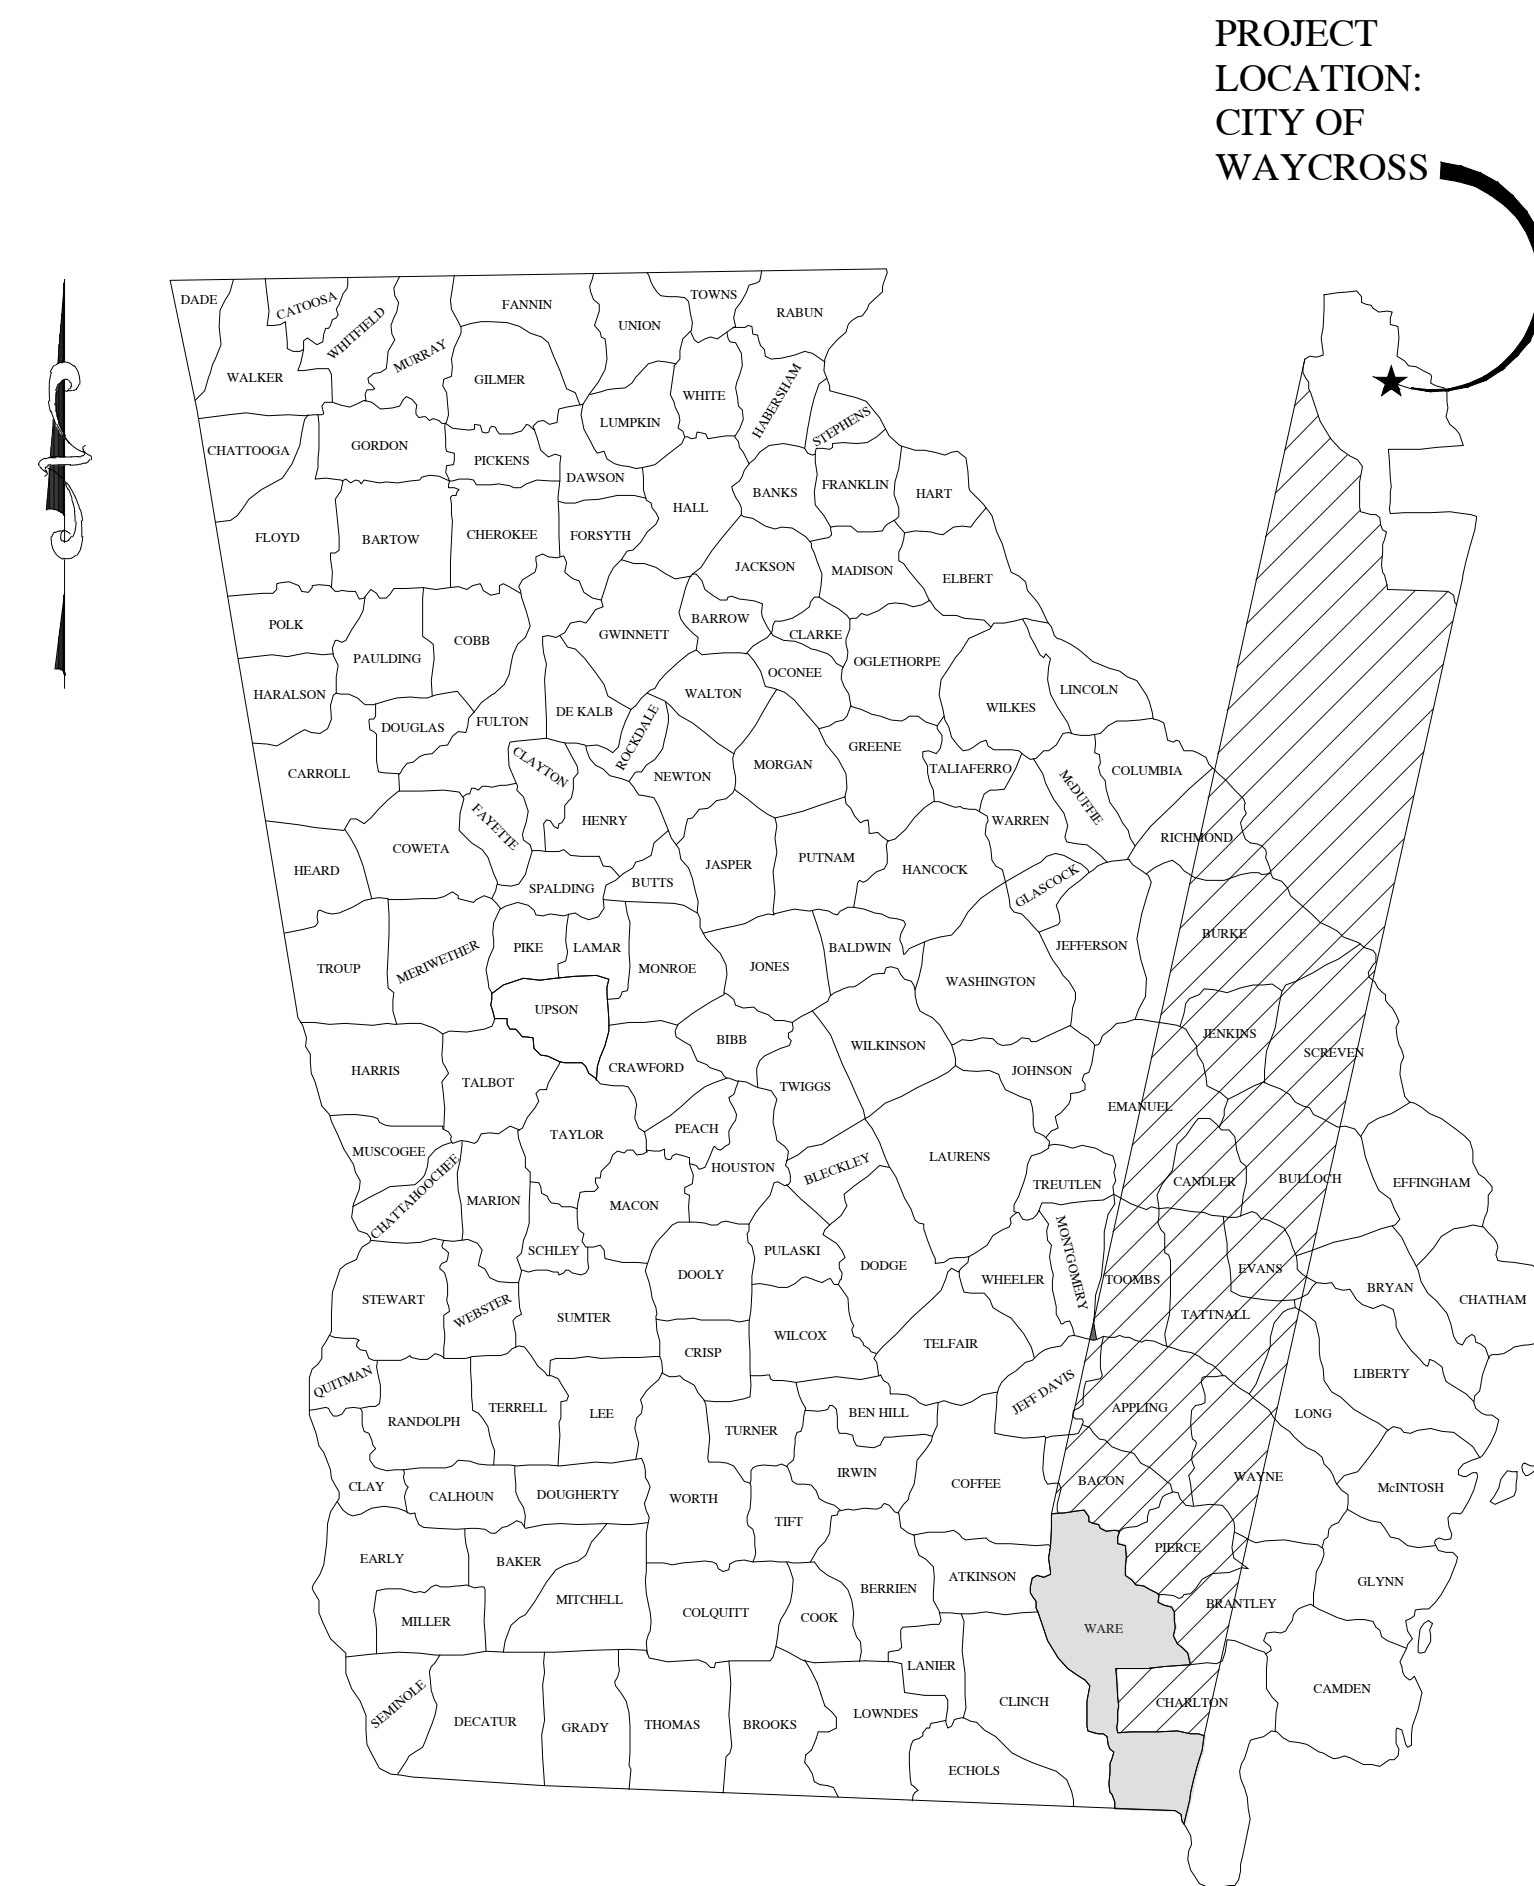 PROJECT
LOCATION:
CITY OF
WAYCROSS
DADE
CATOOSA
WHITFIELD
MURRAY
FANNIN
UNION
TOWNS
RABUN
WALKER
GILMER
LUMPKIN
WHITE
HABERSHAM
STEPHENS
CHATTOOGA
GORDON
PICKENS
DAWSON
HALL
BANKS
FRANKLIN
HART
FLOYD
BARTOW
CHEROKEE
FORSYTH
JACKSON
MADISON
ELBERT
POLK
PAULDING
COBB
GWINNETT
BARROW
CLARKE
OCONEE
OGLETHORPE
HARALSON
DOUGLAS
FULTON
DE KALB
ROCKDALE
WALTON
WILKES
LINCOLN
CARROLL
CLAYTON
NEWTON
MORGAN
GREENE
TALIAFERRO
McDUFFIE
COLUMBIA
HEARD
COWETA
FAYETTE
HENRY
SPALDING
BUTTS
JASPER
PUTNAM
HANCOCK
WARREN
GLASCOCK
RICHMOND
TROUP
MERIWETHER
PIKE
LAMAR
MONROE
JONES
BALDWIN
WASHINGTON
JEFFERSON
BURKE
UPSON
HARRIS
TALBOT
CRAWFORD
BIBB
TWIGGS
WILKINSON
JOHNSON
EMANUEL
JENKINS
SCREVEN
MUSCOGEE
CHATTAHOOCHEE
MARION
TAYLOR
PEACH
MACON
HOUSTON
BLECKLEY
LAURENS
TREUTLEN
CANDLER
BULLOCH
EFFINGHAM
STEWART
WEBSTER
SCHLEY
SUMTER
DOOLY
PULASKI
DODGE
WHEELER
MONTGOMERY
TOOMBS
TATTNALL
EVANS
BRYAN
CHATHAM
QUITMAN
RANDOLPH
TERRELL
LEE
CRISP
WILCOX
TELFAIR
JEFF DAVIS
APPLING
LONG
LIBERTY
CLAY
CALHOUN
DOUGHERTY
WORTH
TURNER
BEN HILL
IRWIN
COFFEE
BACON
WAYNE
McINTOSH
EARLY
BAKER
MITCHELL
TIFT
BERRIEN
ATKINSON
PIERCE
GLYNN
MILLER
COLQUITT
COOK
WARE
BRANTLEY
SEMINOLE
DECATUR
GRADY
THOMAS
BROOKS
LOWNDES
LANIER
CLINCH
CHARLTON
CAMDEN
ECHOLS